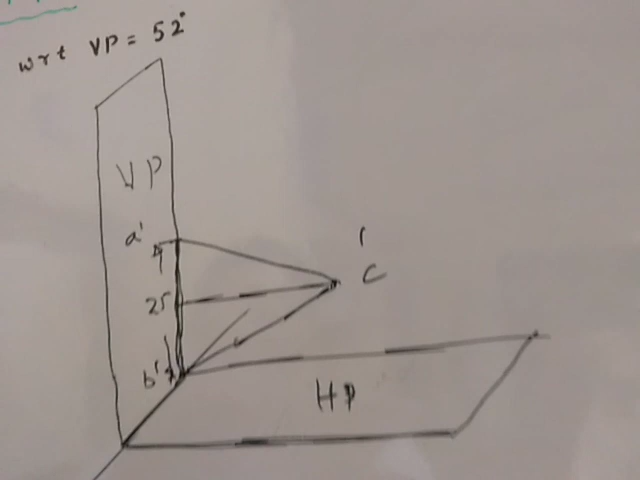 wrt VP = 52°
VP
a'
25
C
b'
HP